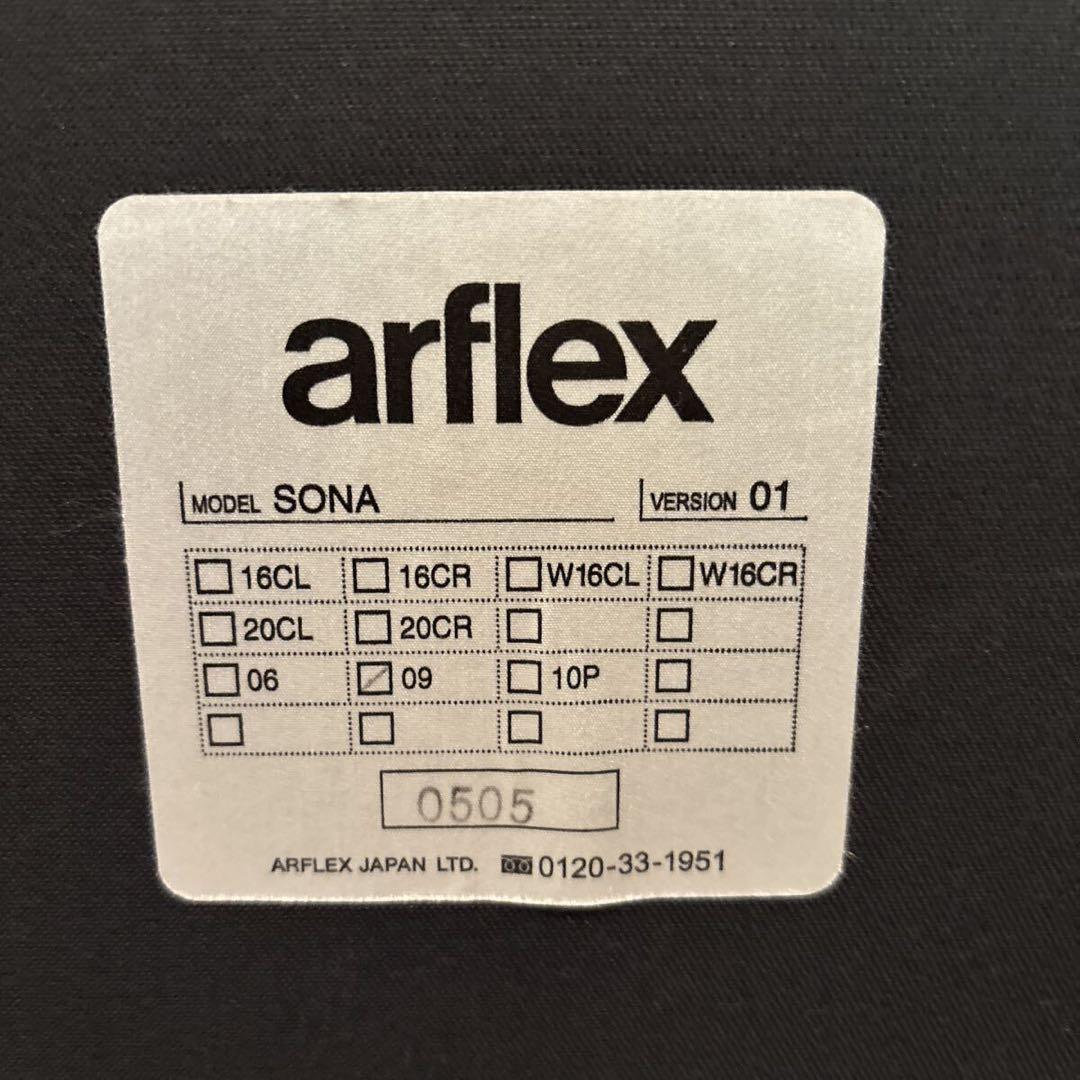 arflex
MODEL SONA VERSION 01
16CL 16CR W16CL W16CR
20CL 20CR
06 09 10P
0505
ARFLEX JAPAN LTD. 0120-33-1951